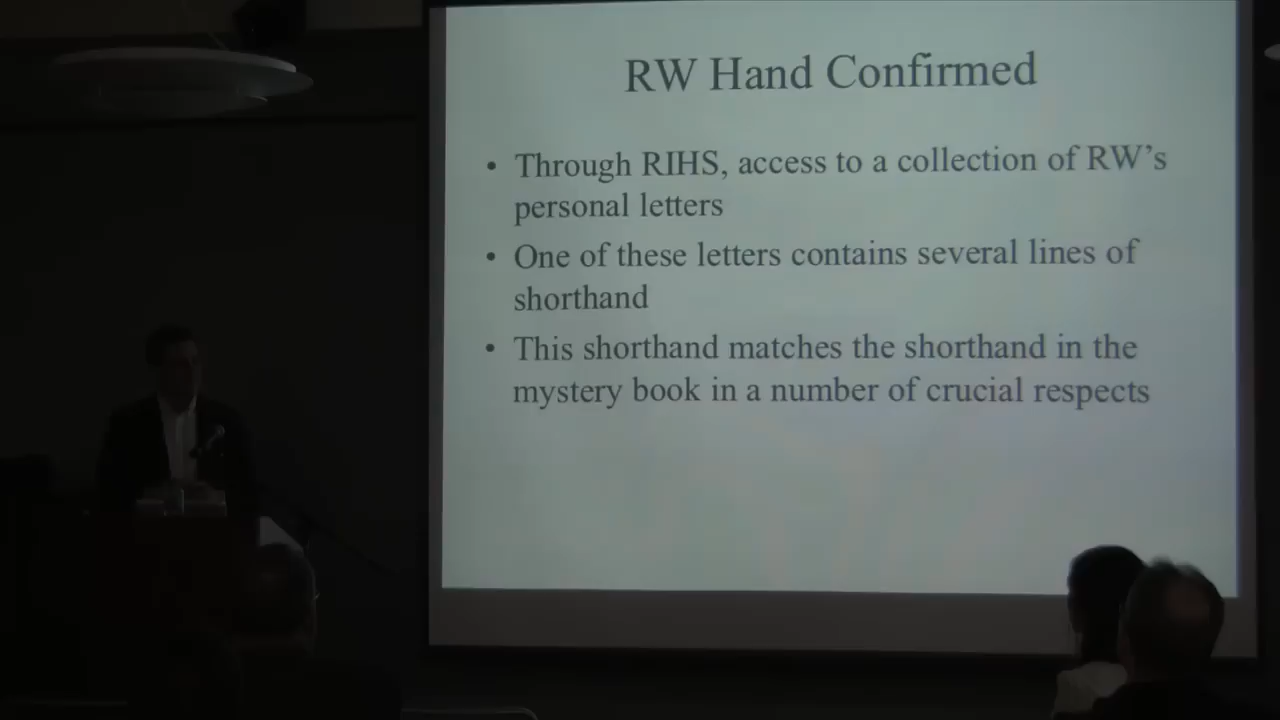 RW Hand Confirmed
• Through RIHS, access to a collection of RW's
personal letters
• One of these letters contains several lines of
shorthand
• This shorthand matches the shorthand in the
mystery book in a number of crucial respects